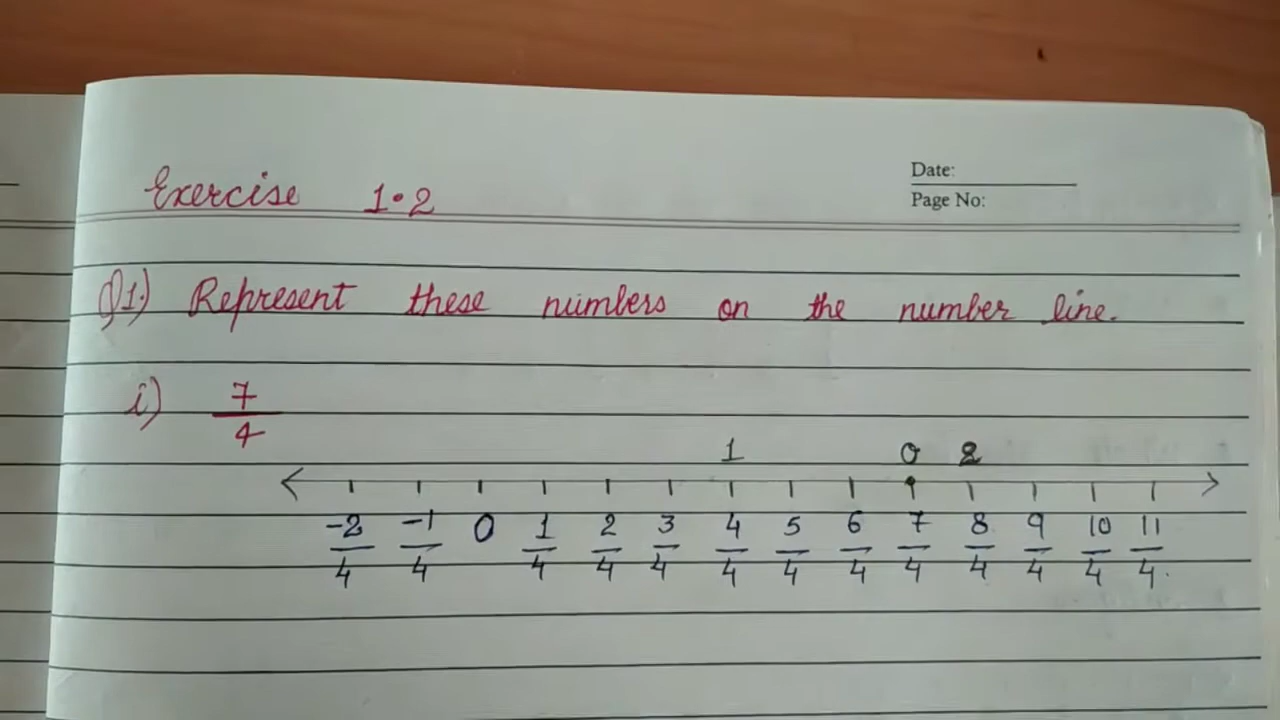 Date:
Page No:
Exercise 1.2
Q1.) Represent these numbers on the number line.
i) 7/4
1 0 2
-2/4 -1/4 0 1/4 2/4 3/4 4/4 5/4 6/4 7/4 8/4 9/4 10/4 11/4.